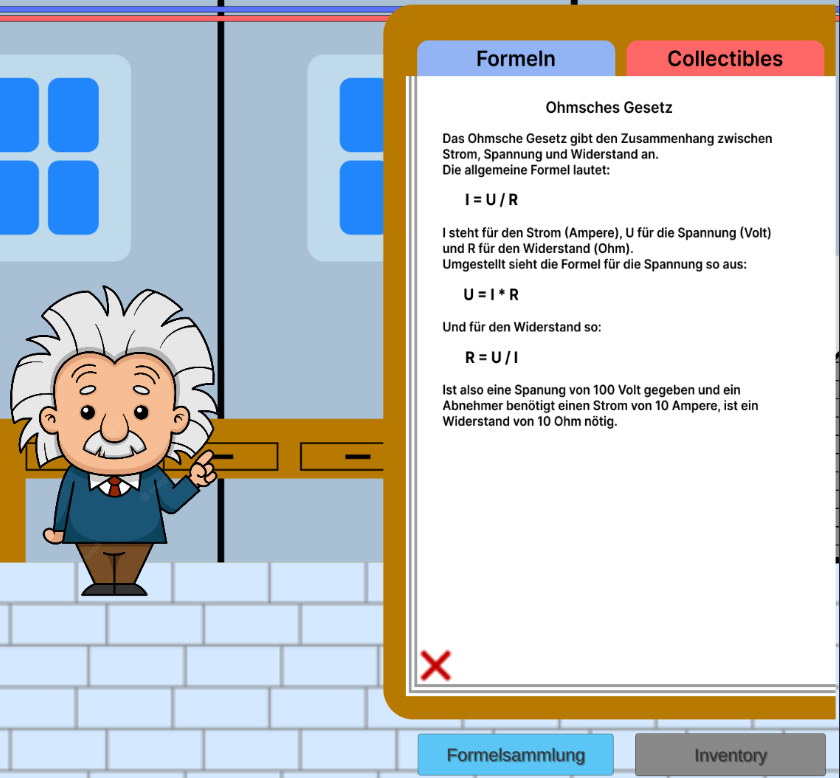 Formeln
Collectibles
Ohmsches Gesetz
Das Ohmsche Gesetz gibt den Zusammenhang zwischen
Strom, Spannung und Widerstand an.
Die allgemeine Formel lautet:
I = U / R
I steht für den Strom (Ampere), U für die Spannung (Volt)
und R für den Widerstand (Ohm).
Umgestellt sieht die Formel für die Spannung so aus:
U = I * R
Und für den Widerstand so:
R = U / I
Ist also eine Spanung von 100 Volt gegeben und ein
Abnehmer benötigt einen Strom von 10 Ampere, ist ein
Widerstand von 10 Ohm nötig.
Formelsammlung
Inventory